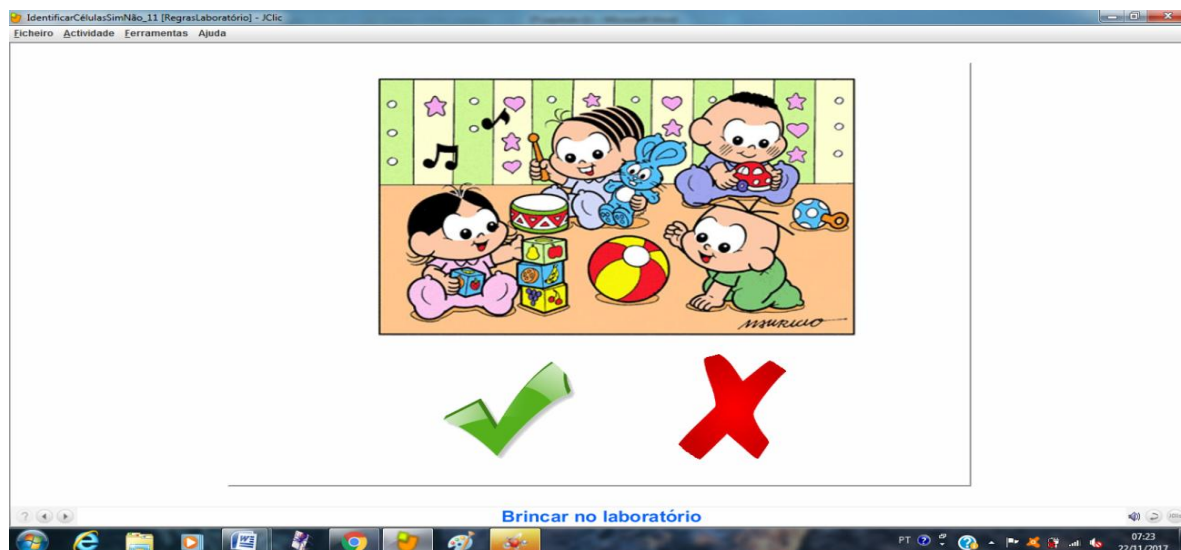 IdentificarCélulasSimNão_11 [RegrasLaboratório] - JClic
Ficheiro Actividade Ferramentas Ajuda
MAURICIO
Brincar no laboratório
PT
07:23
22/11/2017